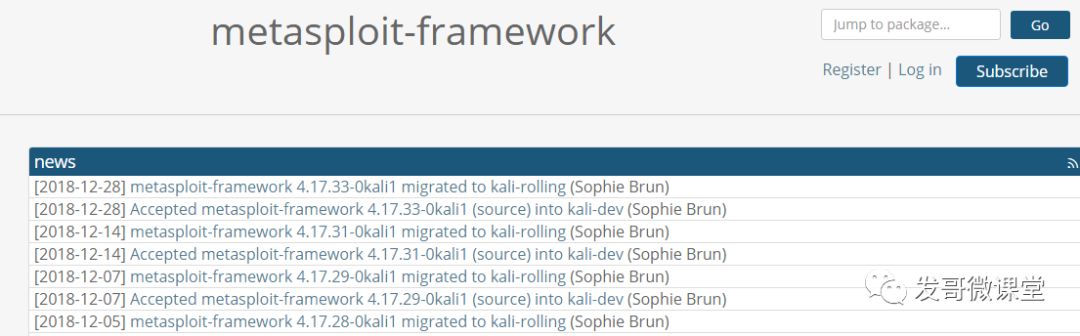 metasploit-framework
Jump to package...
Go
Register | Log in
Subscribe
news
[2018-12-28] metasploit-framework 4.17.33-0kali1 migrated to kali-rolling (Sophie Brun)
[2018-12-28] Accepted metasploit-framework 4.17.33-0kali1 (source) into kali-dev (Sophie Brun)
[2018-12-14] metasploit-framework 4.17.31-0kali1 migrated to kali-rolling (Sophie Brun)
[2018-12-14] Accepted metasploit-framework 4.17.31-0kali1 (source) into kali-dev (Sophie Brun)
[2018-12-07] metasploit-framework 4.17.29-0kali1 migrated to kali-rolling (Sophie Brun)
[2018-12-07] Accepted metasploit-framework 4.17.29-0kali1 (source) into kali-dev (Sophie Brun)
[2018-12-05] metasploit-framework 4.17.28-0kali1 migrated to kali-rolling (Sophie Brun)
发哥微课堂